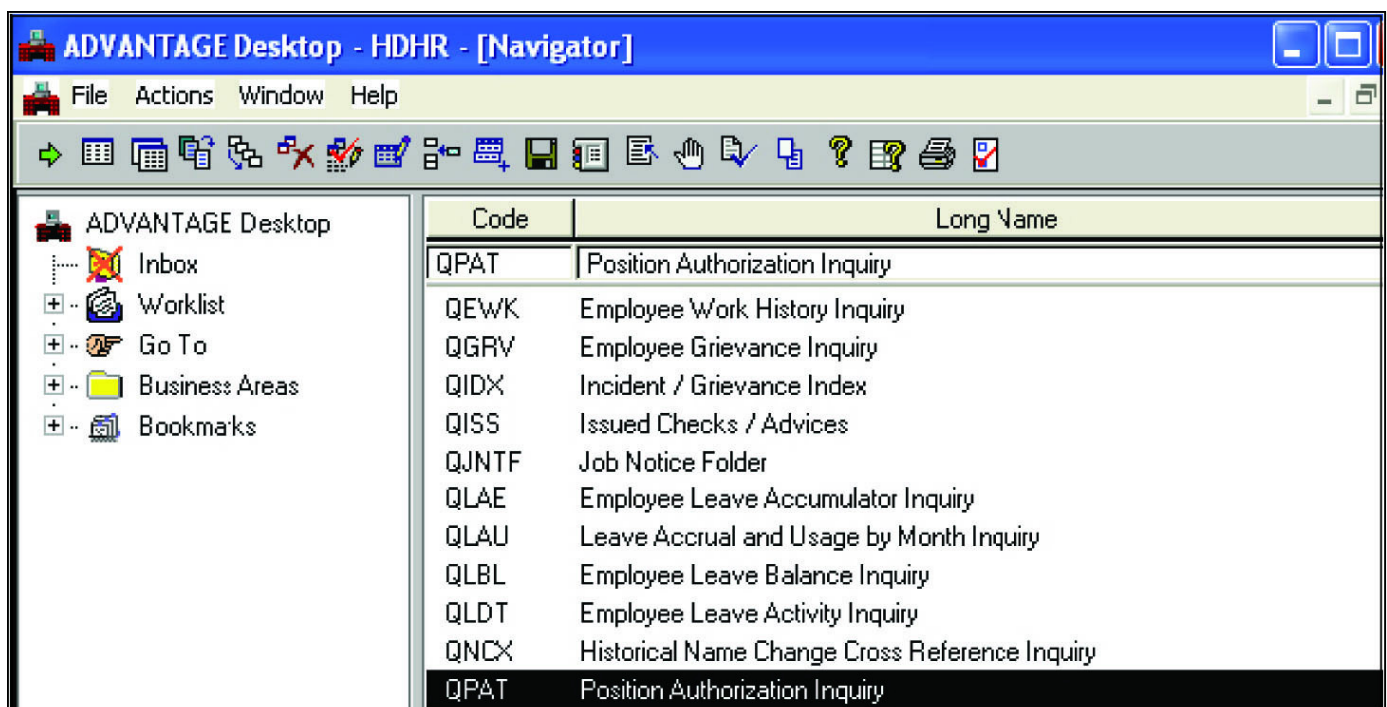 ADVANTAGE Desktop - HDHR - [Navigator]
File Actions Window Help
ADVANTAGE Desktop
Inbox
Worklist
Go To
Business Areas
Bookmarks
Code Long Name
QPAT Position Authorization Inquiry
QEWK Employee Work History Inquiry
QGRV Employee Grievance Inquiry
QIDX Incident / Grievance Index
QISS Issued Checks / Advices
QJNTF Job Notice Folder
QLAE Employee Leave Accumulator Inquiry
QLAU Leave Accrual and Usage by Month Inquiry
QLBL Employee Leave Balance Inquiry
QLDT Employee Leave Activity Inquiry
QNCX Historical Name Change Cross Reference Inquiry
QPAT Position Authorization Inquiry